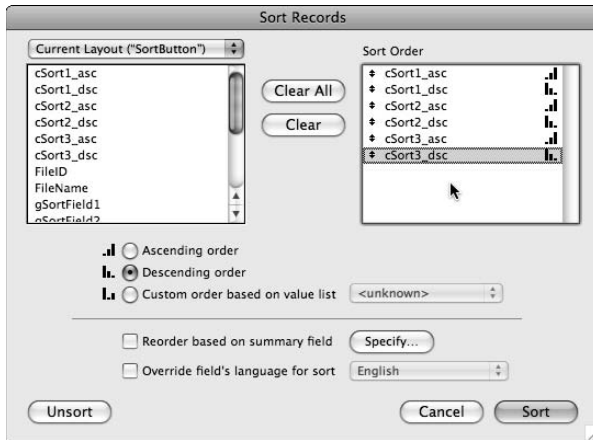 Sort Records
Current Layout ("SortButton")
cSort1_asc
cSort1_dsc
cSort2_asc
cSort2_dsc
cSort3_asc
cSort3_dsc
FileID
FileName
gSortField1
gSortField2
Clear All
Clear
Sort Order
cSort1_asc
cSort1_dsc
cSort2_asc
cSort2_dsc
cSort3_asc
cSort3_dsc
Ascending order
Descending order
Custom order based on value list
<unknown>
Reorder based on summary field
Specify...
Override field's language for sort
English
Unsort
Cancel
Sort